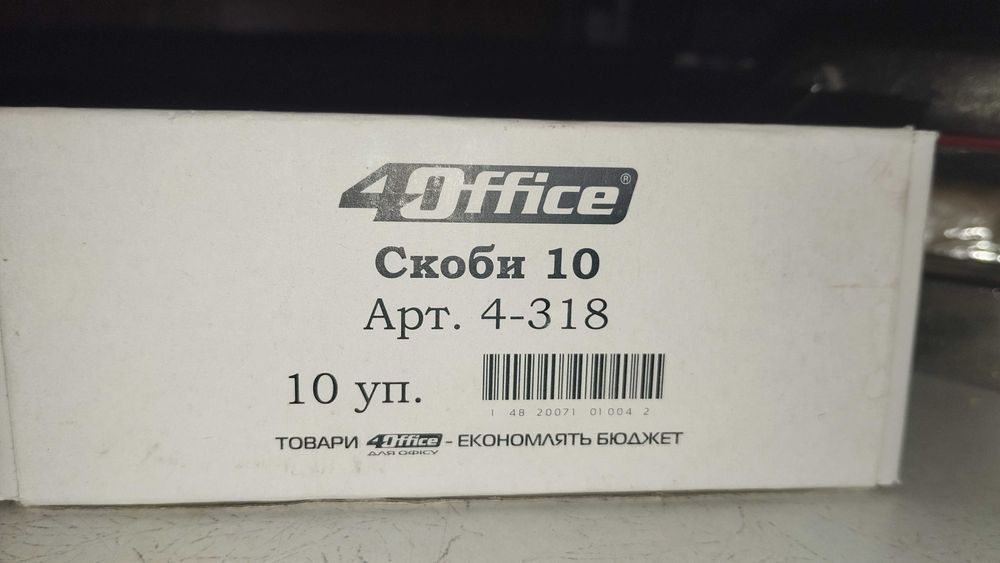 4Office®
Скоби 10
Арт. 4-318
10 уп.
1 48 20071 01004 2
ТОВАРИ 4Office - ЕКОНОМЛЯТЬ БЮДЖЕТ
ДЛЯ ОФІСУ